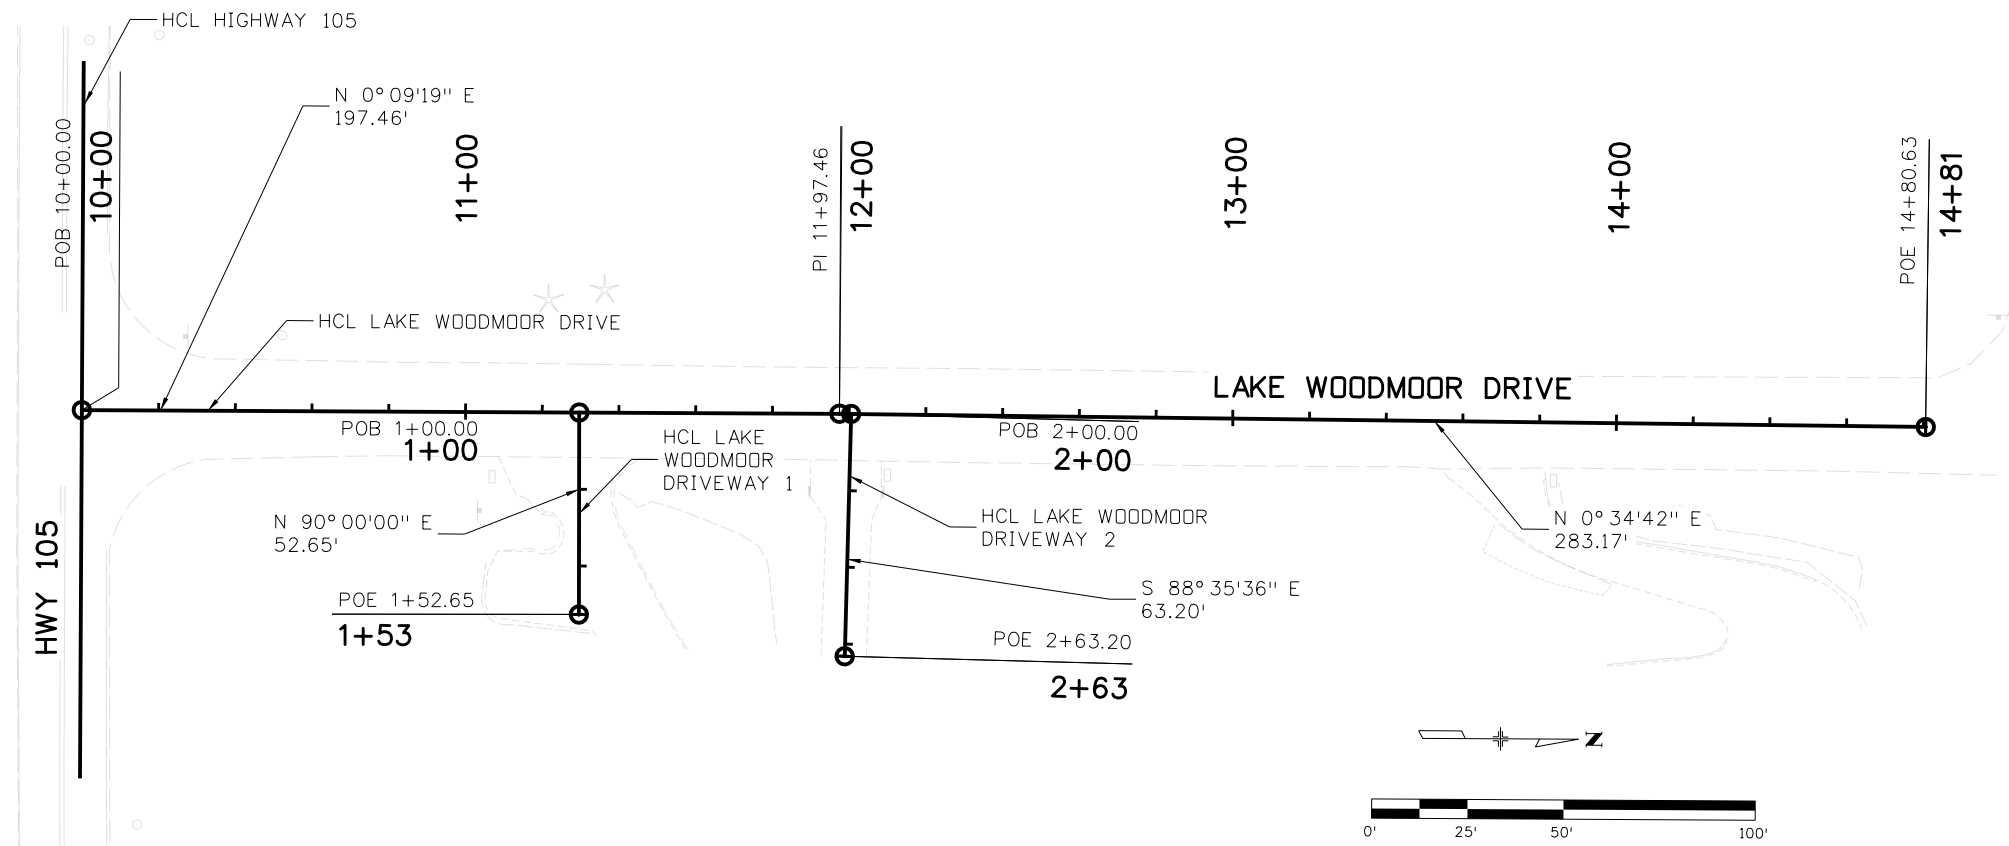 HCL HIGHWAY 105
N 0°09'19" E
197.46'
POB 10+00.00
10+00
11+00
PI 11+97.46
12+00
13+00
14+00
POE 14+80.63
14+81
HCL LAKE WOODMOOR DRIVE
LAKE WOODMOOR DRIVE
POB 1+00.00
1+00
HCL LAKE
WOODMOOR
DRIVEWAY 1
POB 2+00.00
2+00
N 90°00'00" E
52.65'
HCL LAKE WOODMOOR
DRIVEWAY 2
N 0°34'42" E
283.17'
HWY 105
POE 1+52.65
1+53
S 88°35'36" E
63.20'
POE 2+63.20
2+63
N
0' 25' 50' 100'